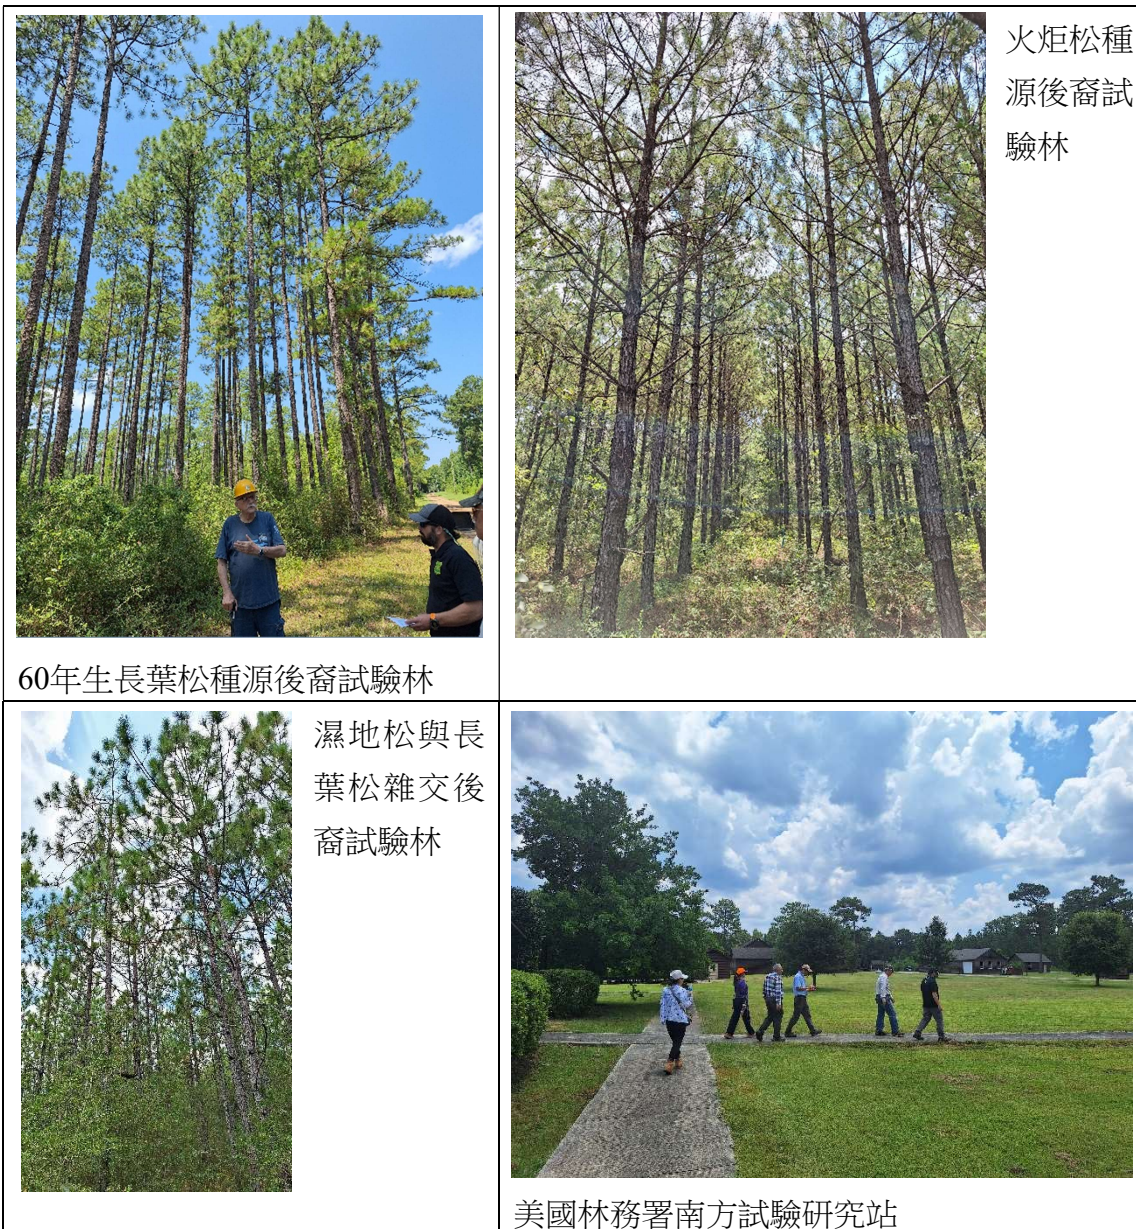 60年生長葉松種源後裔試驗林
火炬松種
源後裔試
驗林
濕地松與長
葉松雜交後
裔試驗林
美國林務署南方試驗研究站